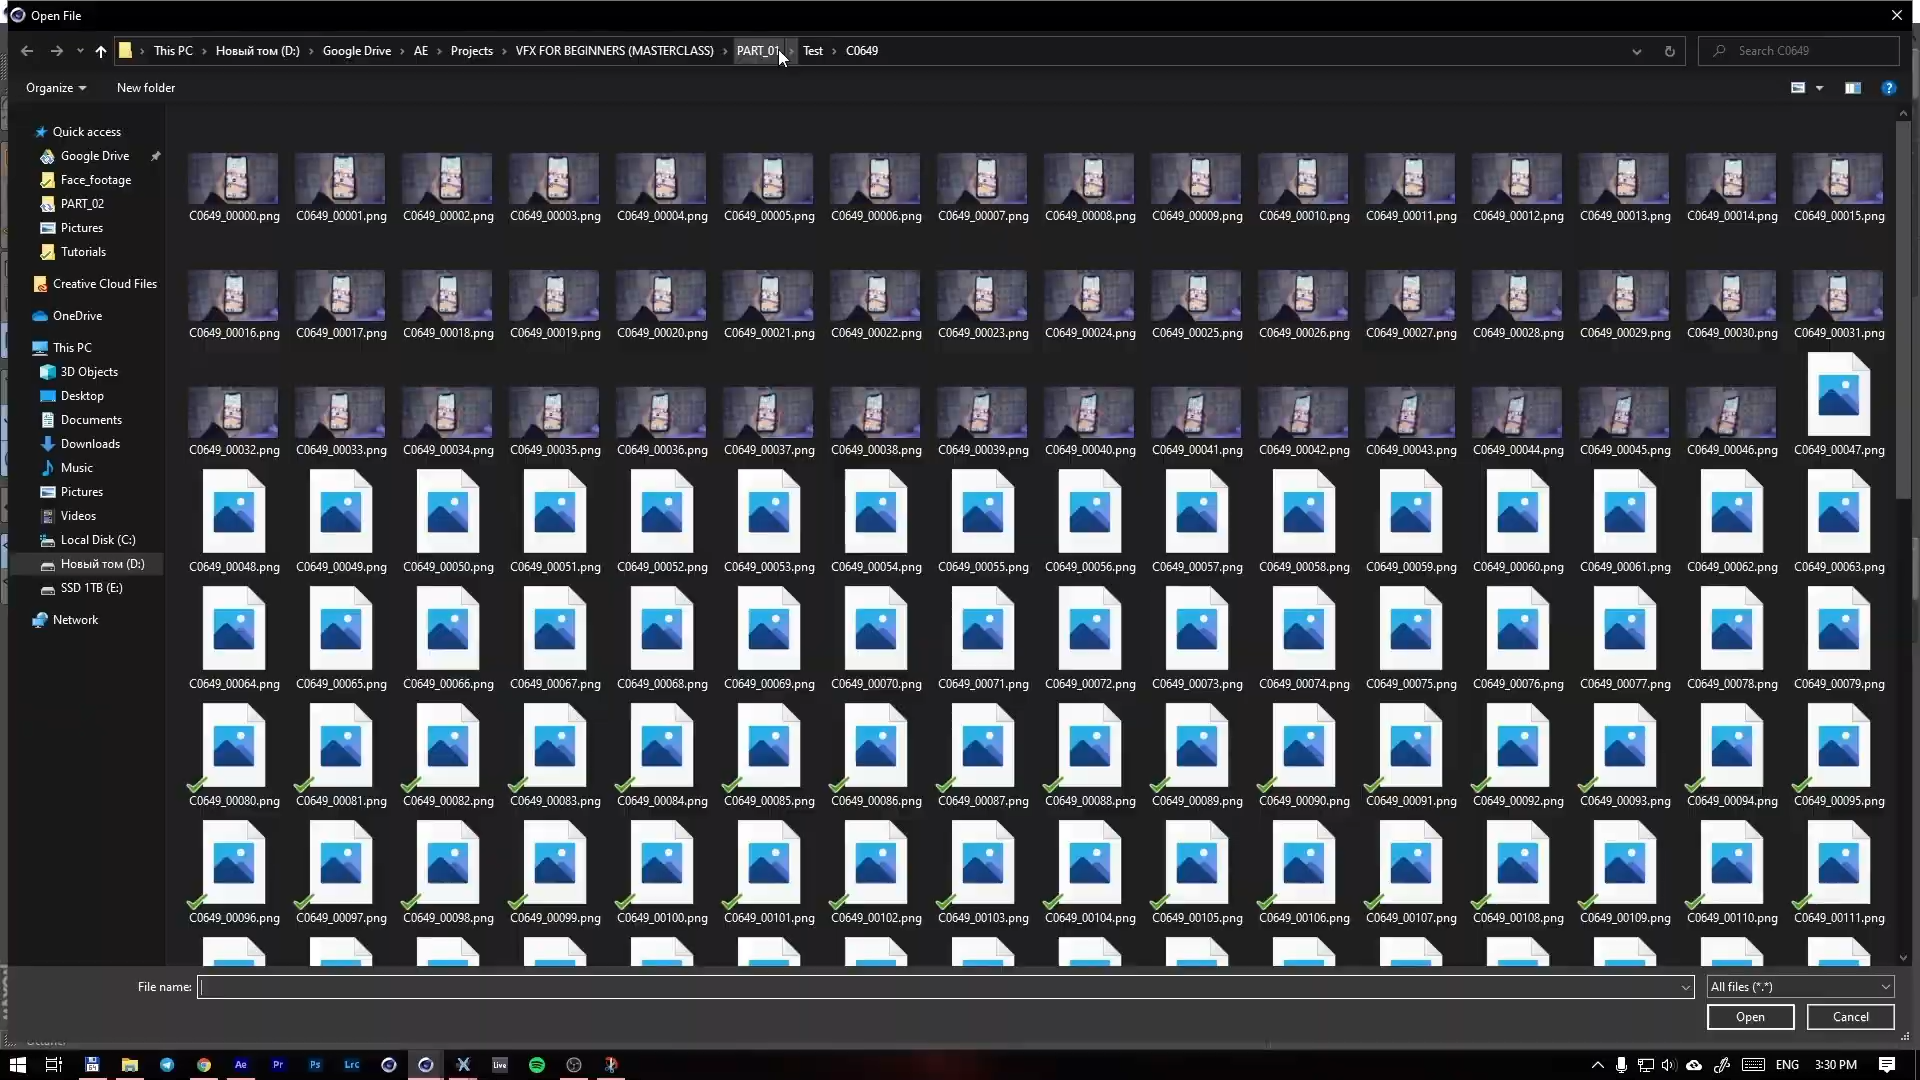 Open File
This PC
Новый том (D:)
Google Drive
AE
Projects
VFX FOR BEGINNERS (MASTERCLASS)
PART_01
Test
C0649
Search C0649
Organize
New folder
Quick access
Google Drive
Face_footage
PART_02
Pictures
Tutorials
Creative Cloud Files
OneDrive
This PC
3D Objects
Desktop
Documents
Downloads
Music
Pictures
Videos
Local Disk (C:)
Новый том (D:)
SSD 1TB (E:)
Network
C0649_00000.png C0649_00001.png C0649_00002.png C0649_00003.png C0649_00004.png C0649_00005.png C0649_00006.png C0649_00007.png C0649_00008.png C0649_00009.png C0649_00010.png C0649_00011.png C0649_00012.png C0649_00013.png C0649_00014.png C0649_00015.png
C0649_00016.png C0649_00017.png C0649_00018.png C0649_00019.png C0649_00020.png C0649_00021.png C0649_00022.png C0649_00023.png C0649_00024.png C0649_00025.png C0649_00026.png C0649_00027.png C0649_00028.png C0649_00029.png C0649_00030.png C0649_00031.png
C0649_00032.png C0649_00033.png C0649_00034.png C0649_00035.png C0649_00036.png C0649_00037.png C0649_00038.png C0649_00039.png C0649_00040.png C0649_00041.png C0649_00042.png C0649_00043.png C0649_00044.png C0649_00045.png C0649_00046.png C0649_00047.png
C0649_00048.png C0649_00049.png C0649_00050.png C0649_00051.png C0649_00052.png C0649_00053.png C0649_00054.png C0649_00055.png C0649_00056.png C0649_00057.png C0649_00058.png C0649_00059.png C0649_00060.png C0649_00061.png C0649_00062.png C0649_00063.png
C0649_00064.png C0649_00065.png C0649_00066.png C0649_00067.png C0649_00068.png C0649_00069.png C0649_00070.png C0649_00071.png C0649_00072.png C0649_00073.png C0649_00074.png C0649_00075.png C0649_00076.png C0649_00077.png C0649_00078.png C0649_00079.png
C0649_00080.png C0649_00081.png C0649_00082.png C0649_00083.png C0649_00084.png C0649_00085.png C0649_00086.png C0649_00087.png C0649_00088.png C0649_00089.png C0649_00090.png C0649_00091.png C0649_00092.png C0649_00093.png C0649_00094.png C0649_00095.png
C0649_00096.png C0649_00097.png C0649_00098.png C0649_00099.png C0649_00100.png C0649_00101.png C0649_00102.png C0649_00103.png C0649_00104.png C0649_00105.png C0649_00106.png C0649_00107.png C0649_00108.png C0649_00109.png C0649_00110.png C0649_00111.png
File name:
All files (*.*)
Open
Cancel
Ae
Pr
Ps
Lrc
Live
ENG
3:30 PM